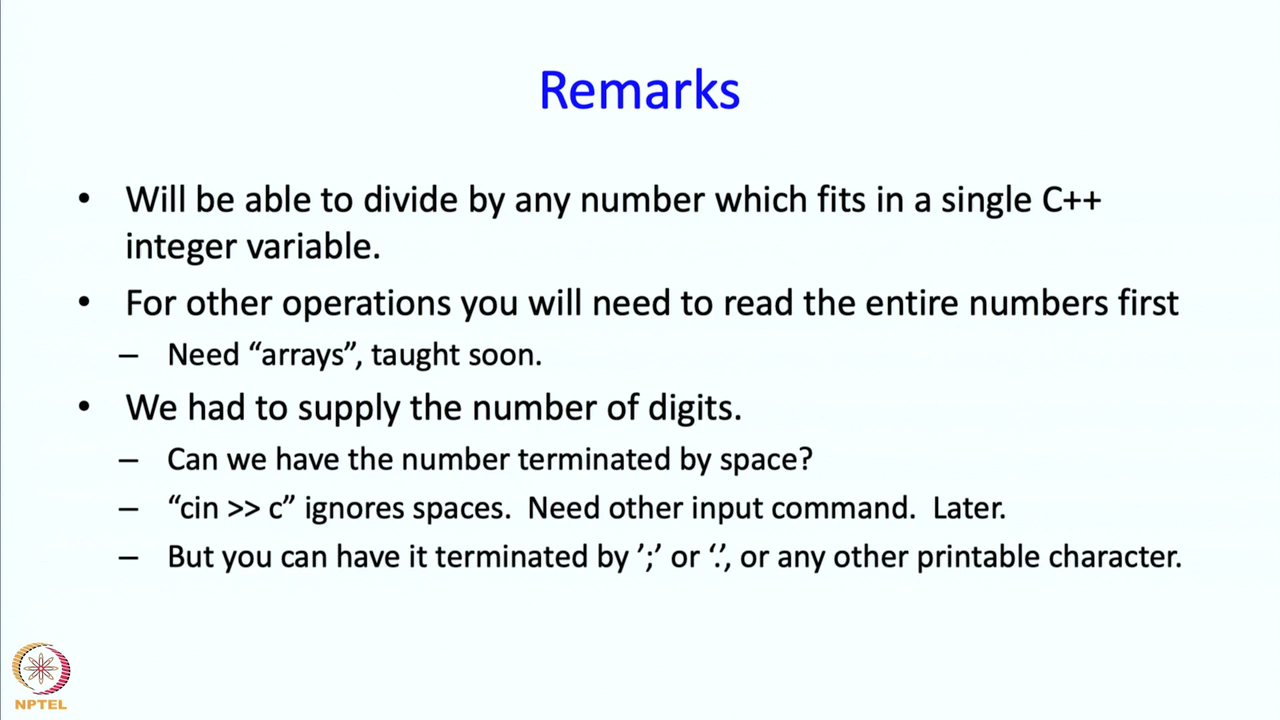 Remarks
• Will be able to divide by any number which fits in a single C++
integer variable.
• For other operations you will need to read the entire numbers first
– Need “arrays”, taught soon.
• We had to supply the number of digits.
– Can we have the number terminated by space?
– “cin >> c” ignores spaces. Need other input command. Later.
– But you can have it terminated by ’;’ or ‘.’, or any other printable character.
NPTEL